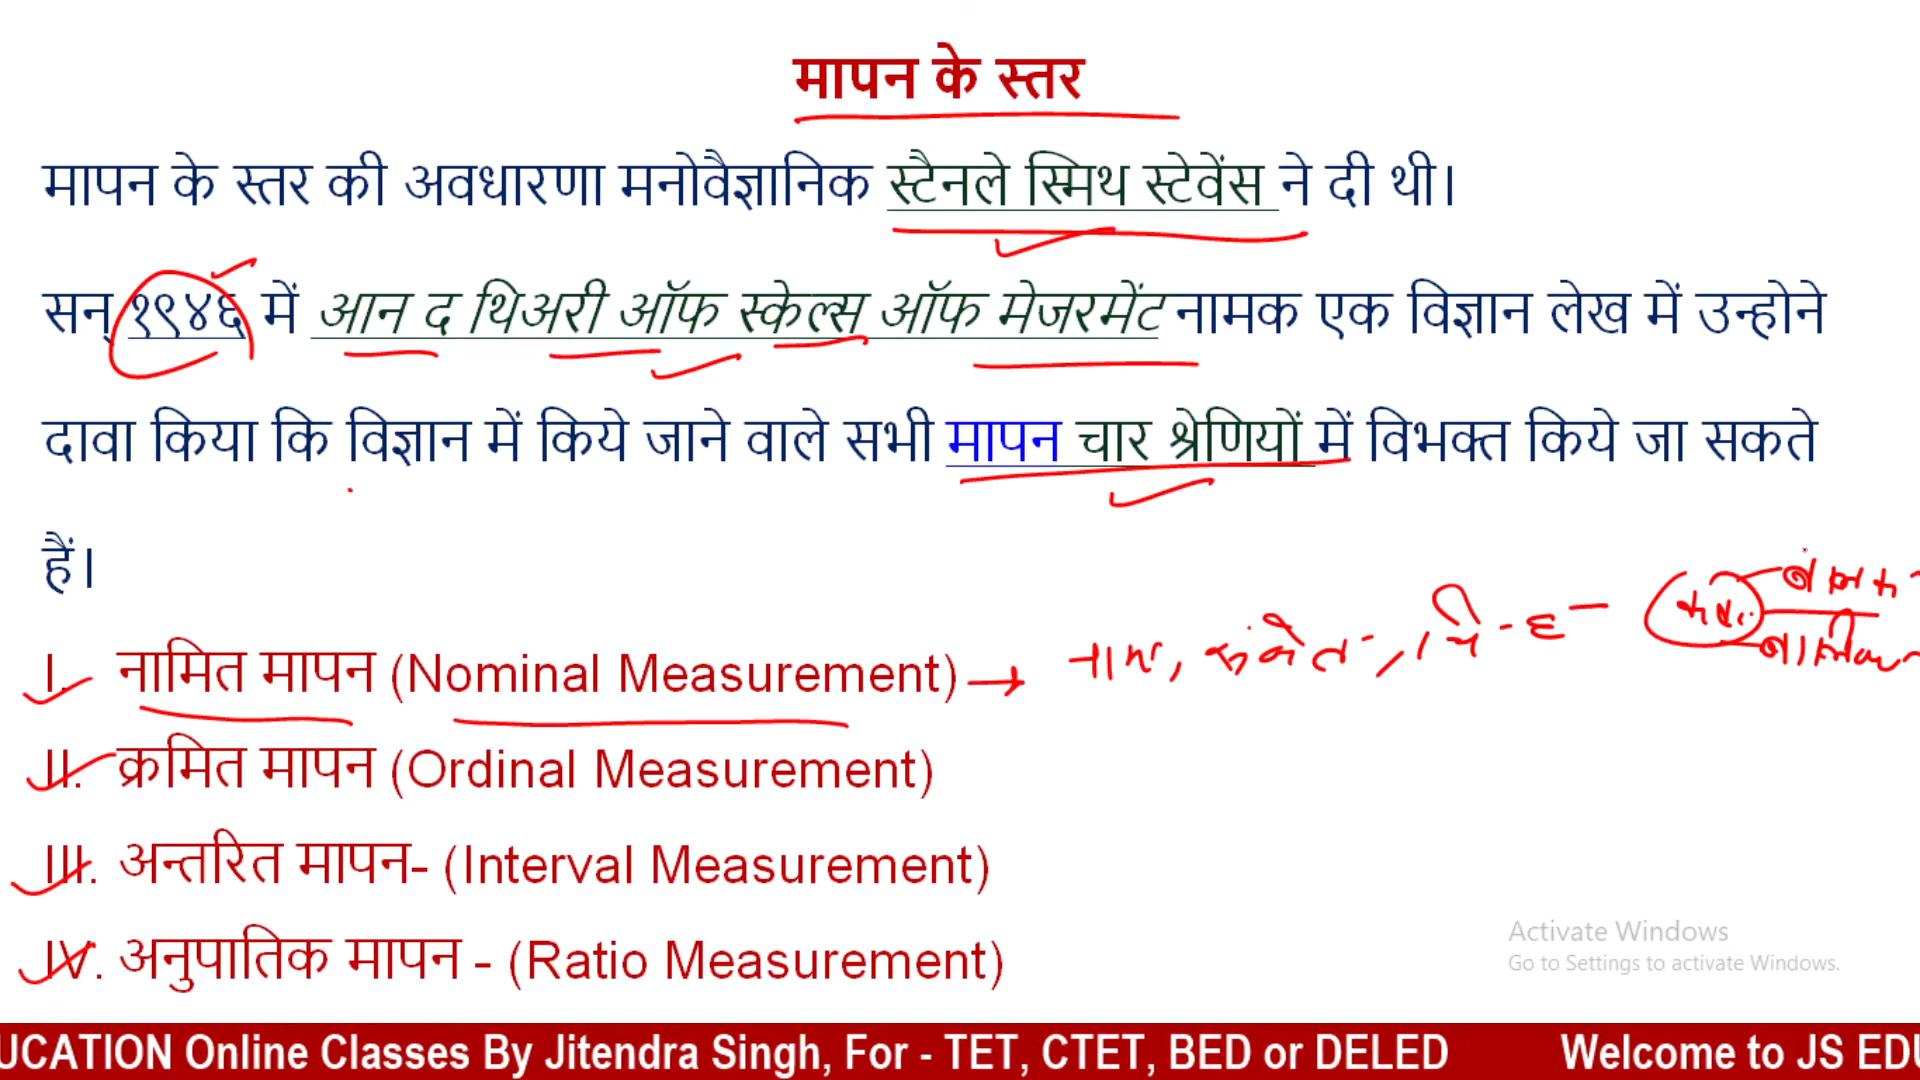 मापन के स्तर
मापन के स्तर की अवधारणा मनोवैज्ञानिक स्टैनले स्मिथ स्टेवेंस ने दी थी।
सन् १९४६ में आन द थिअरी ऑफ स्केल्स ऑफ मेजरमेंट नामक एक विज्ञान लेख में उन्होने
दावा किया कि विज्ञान में किये जाने वाले सभी मापन चार श्रेणियों में विभक्त किये जा सकते
हैं।
I. नामित मापन (Nominal Measurement) → नाम, संकेत, चिन्ह -
II. क्रमित मापन (Ordinal Measurement)
III. अन्तरित मापन- (Interval Measurement)
IV. अनुपातिक मापन - (Ratio Measurement)
Activate Windows
Go to Settings to activate Windows.
UCATION Online Classes By Jitendra Singh, For - TET, CTET, BED or DELED Welcome to JS EDU